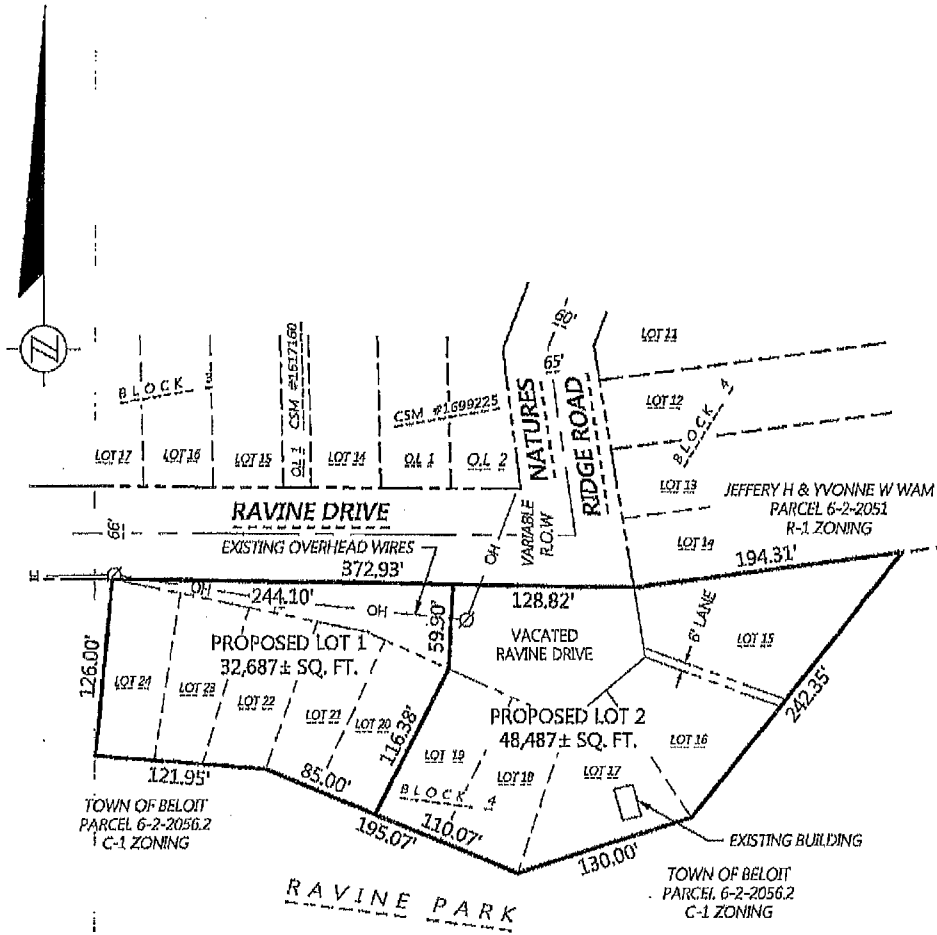 60'
65'
LOT 11
LOT 12
BLOCK 4
LOT 13
LOT 14
NATURES
RIDGE ROAD
VARIABLE
R.O.W
BLOCK
CSM #1617160
O.L 1
CSM #1699225
LOT 17
LOT 16
LOT 15
LOT 14
O.L 1
O.L 2
JEFFERY H & YVONNE W WAM
PARCEL 6-2-2051
R-1 ZONING
RAVINE DRIVE
66'
EXISTING OVERHEAD WIRES
OH
372.93'
194.31'
OH
244.10'
OH
59.90'
128.82'
6' LANE
VACATED
RAVINE DRIVE
LOT 15
126.00'
PROPOSED LOT 1
32,687± SQ. FT.
LOT 24
LOT 23
LOT 22
LOT 21
LOT 20
116.38'
PROPOSED LOT 2
48,487± SQ. FT.
242.35'
LOT 16
LOT 19
LOT 18
LOT 17
121.95'
85.00'
BLOCK 4
195.07'
110.07'
130.00'
TOWN OF BELOIT
PARCEL 6-2-2056.2
C-1 ZONING
EXISTING BUILDING
TOWN OF BELOIT
PARCEL 6-2-2056.2
C-1 ZONING
RAVINE PARK